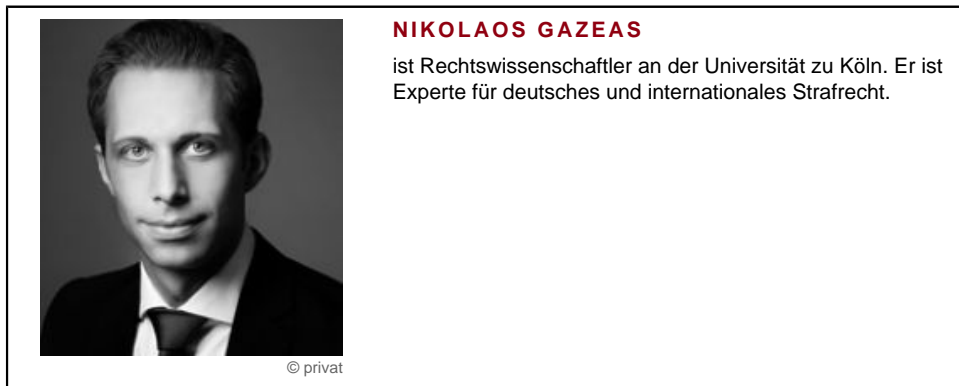 NIKOLAOS GAZEAS
ist Rechtswissenschaftler an der Universität zu Köln. Er ist
Experte für deutsches und internationales Strafrecht.
© privat